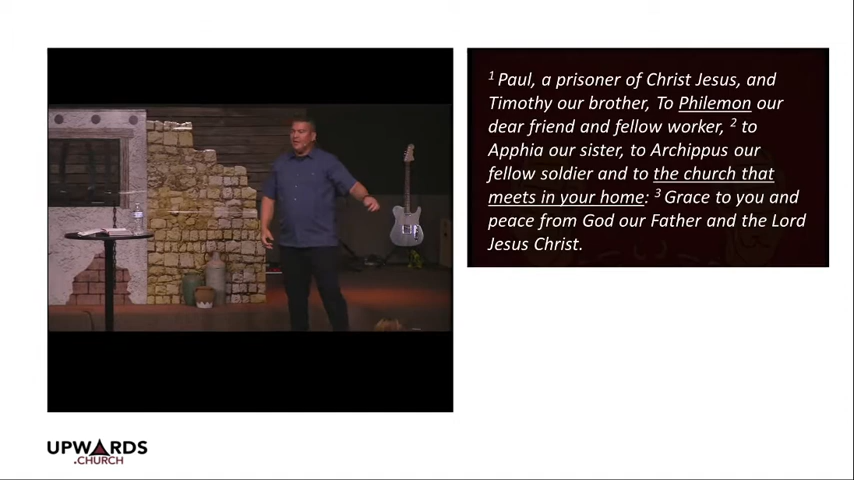 ¹ Paul, a prisoner of Christ Jesus, and
Timothy our brother, To Philemon our
dear friend and fellow worker, ² to
Apphia our sister, to Archippus our
fellow soldier and to the church that
meets in your home: ³ Grace to you and
peace from God our Father and the Lord
Jesus Christ.
UPWARDS
.CHURCH